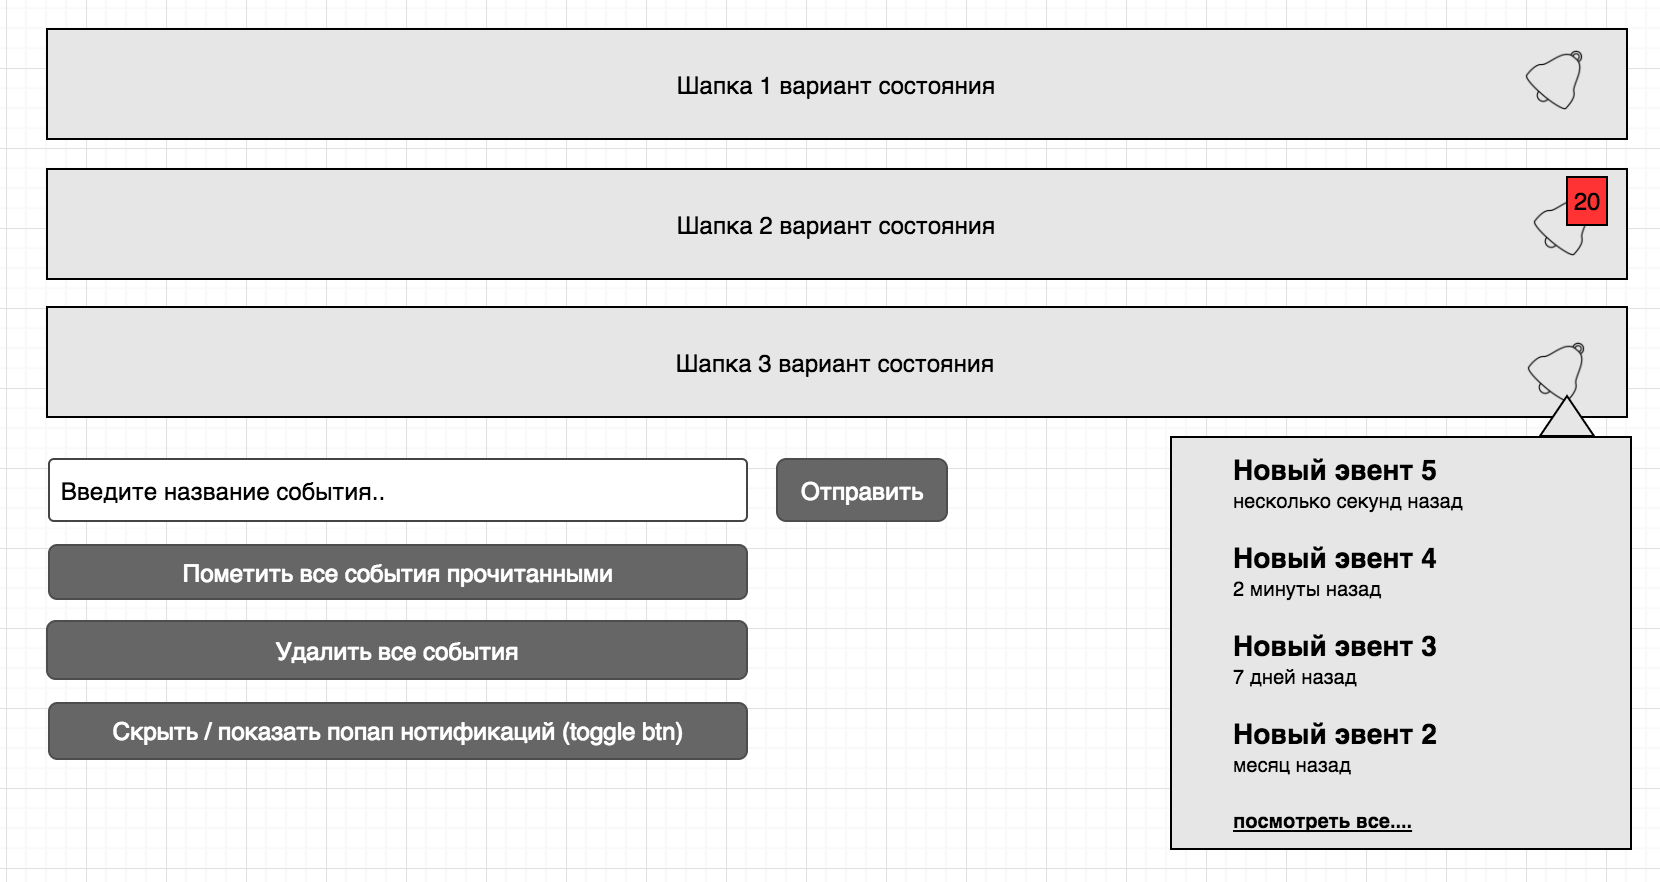 Шапка 1 вариант состояния
20
Шапка 2 вариант состояния
Шапка 3 вариант состояния
Введите название события..
Отправить
Пометить все события прочитанными
Удалить все события
Скрыть / показать попап нотификаций (toggle btn)
Новый эвент 5
несколько секунд назад
Новый эвент 4
2 минуты назад
Новый эвент 3
7 дней назад
Новый эвент 2
месяц назад
посмотреть все....